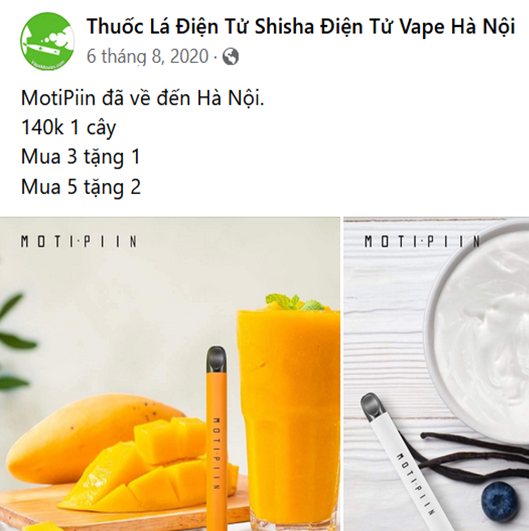 Thuốc Lá Điện Tử Shisha Điện Tử Vape Hà Nội
6 tháng 8, 2020 ·
MotiPiin đã về đến Hà Nội.
140k 1 cây
Mua 3 tặng 1
Mua 5 tặng 2
MOTI·PIIN
MOTI·PIIN
MOTIPIIN
MOTIPIIN